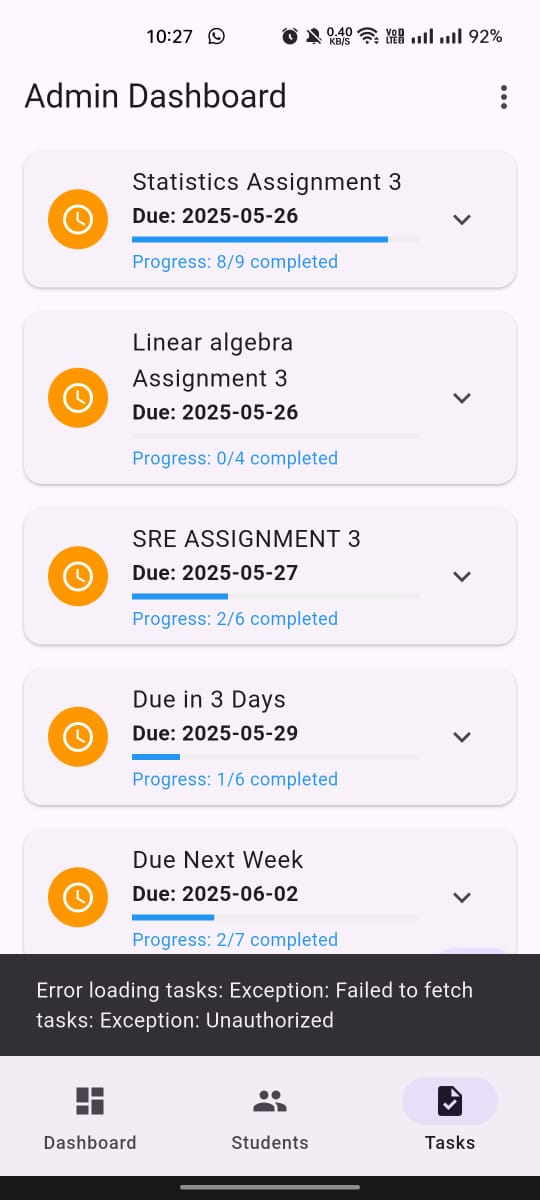 10:27
0.40 KB/S
VoD LTED
92%
Admin Dashboard
Statistics Assignment 3
Due: 2025-05-26
Progress: 8/9 completed
Linear algebra
Assignment 3
Due: 2025-05-26
Progress: 0/4 completed
SRE ASSIGNMENT 3
Due: 2025-05-27
Progress: 2/6 completed
Due in 3 Days
Due: 2025-05-29
Progress: 1/6 completed
Due Next Week
Due: 2025-06-02
Progress: 2/7 completed
Error loading tasks: Exception: Failed to fetch
tasks: Exception: Unauthorized
Dashboard
Students
Tasks